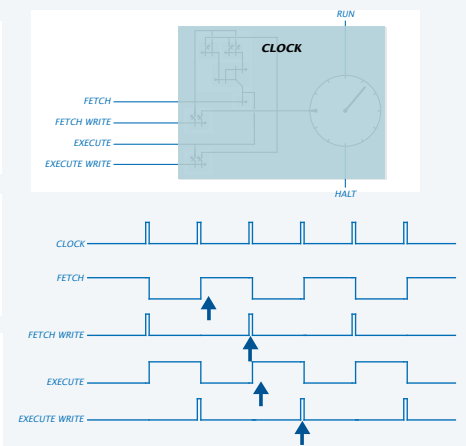 RUN
CLOCK
FETCH
FETCH WRITE
EXECUTE
EXECUTE WRITE
HALT
CLOCK
FETCH
FETCH WRITE
EXECUTE
EXECUTE WRITE